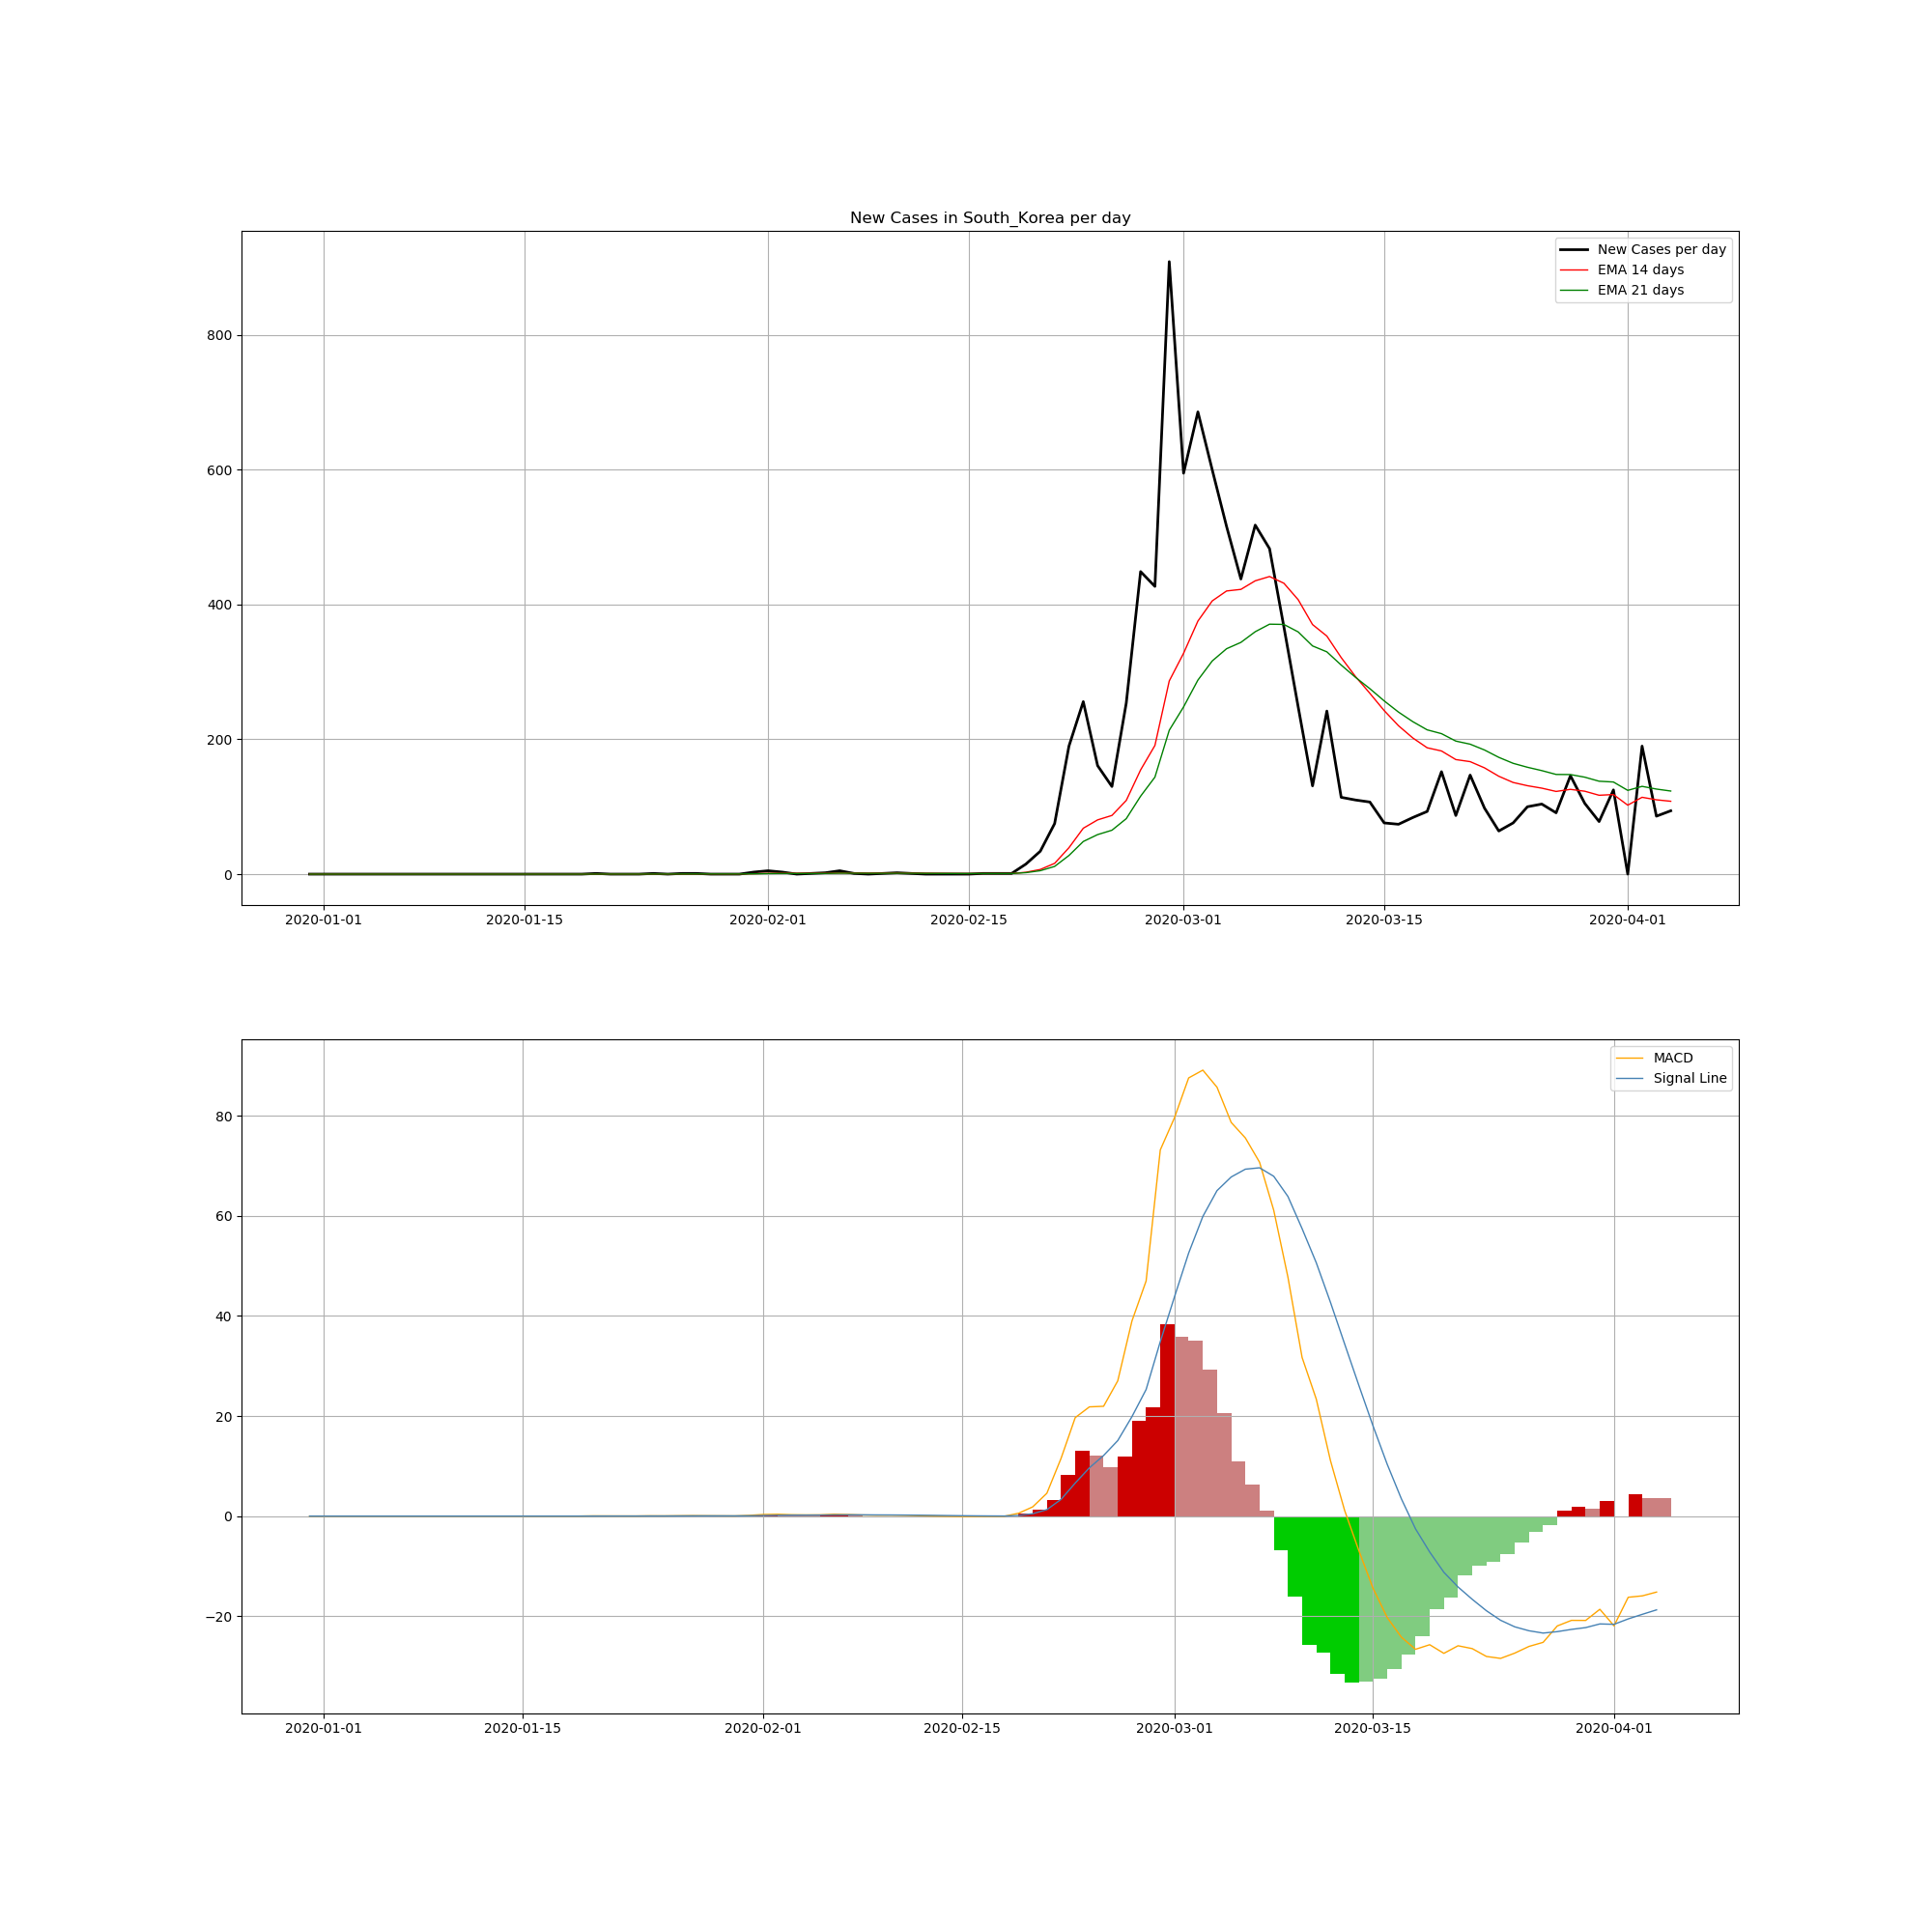 New Cases in South_Korea per day
New Cases per day
EMA 14 days
EMA 21 days
800
600
400
200
0
2020-01-01 2020-01-15 2020-02-01 2020-02-15 2020-03-01 2020-03-15 2020-04-01
MACD
Signal Line
80
60
40
20
0
−20
2020-01-01 2020-01-15 2020-02-01 2020-02-15 2020-03-01 2020-03-15 2020-04-01